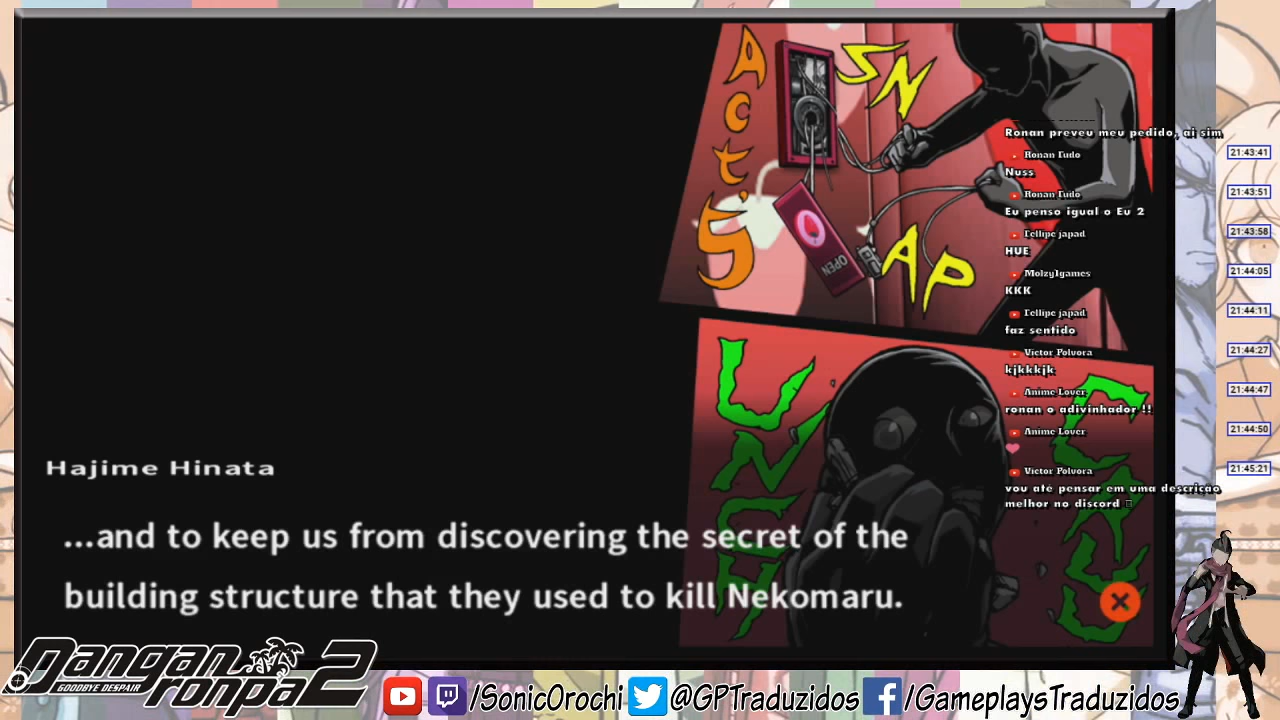 Act.5
SNAP
OPEN
UNGH
Ronan preveu meu pedido, ai sim
Ronan Tudo
Nuss
Ronan Tudo
Eu penso igual o Eu 2
Fellipe japad
HUE
MolzyIgames
KKK
Fellipe japad
faz sentido
Victor Polvora
kjkkkjk
Anime Lover
ronan o adivinhador !!
Anime Lover
Victor Polvora
vou até pensar em uma descrição
melhor no discord
21:43:41
21:43:51
21:43:58
21:44:05
21:44:11
21:44:27
21:44:47
21:44:50
21:45:21
Hajime Hinata
...and to keep us from discovering the secret of the
building structure that they used to kill Nekomaru.
Danganronpa 2
GOODBYE DESPAIR
/SonicOrochi @GPTraduzidos /GameplaysTraduzidos